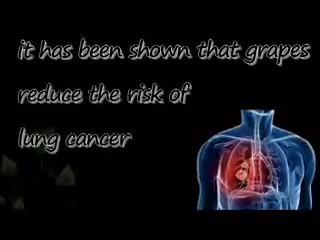 it has been shown that grapes
reduce the risk of
lung cancer